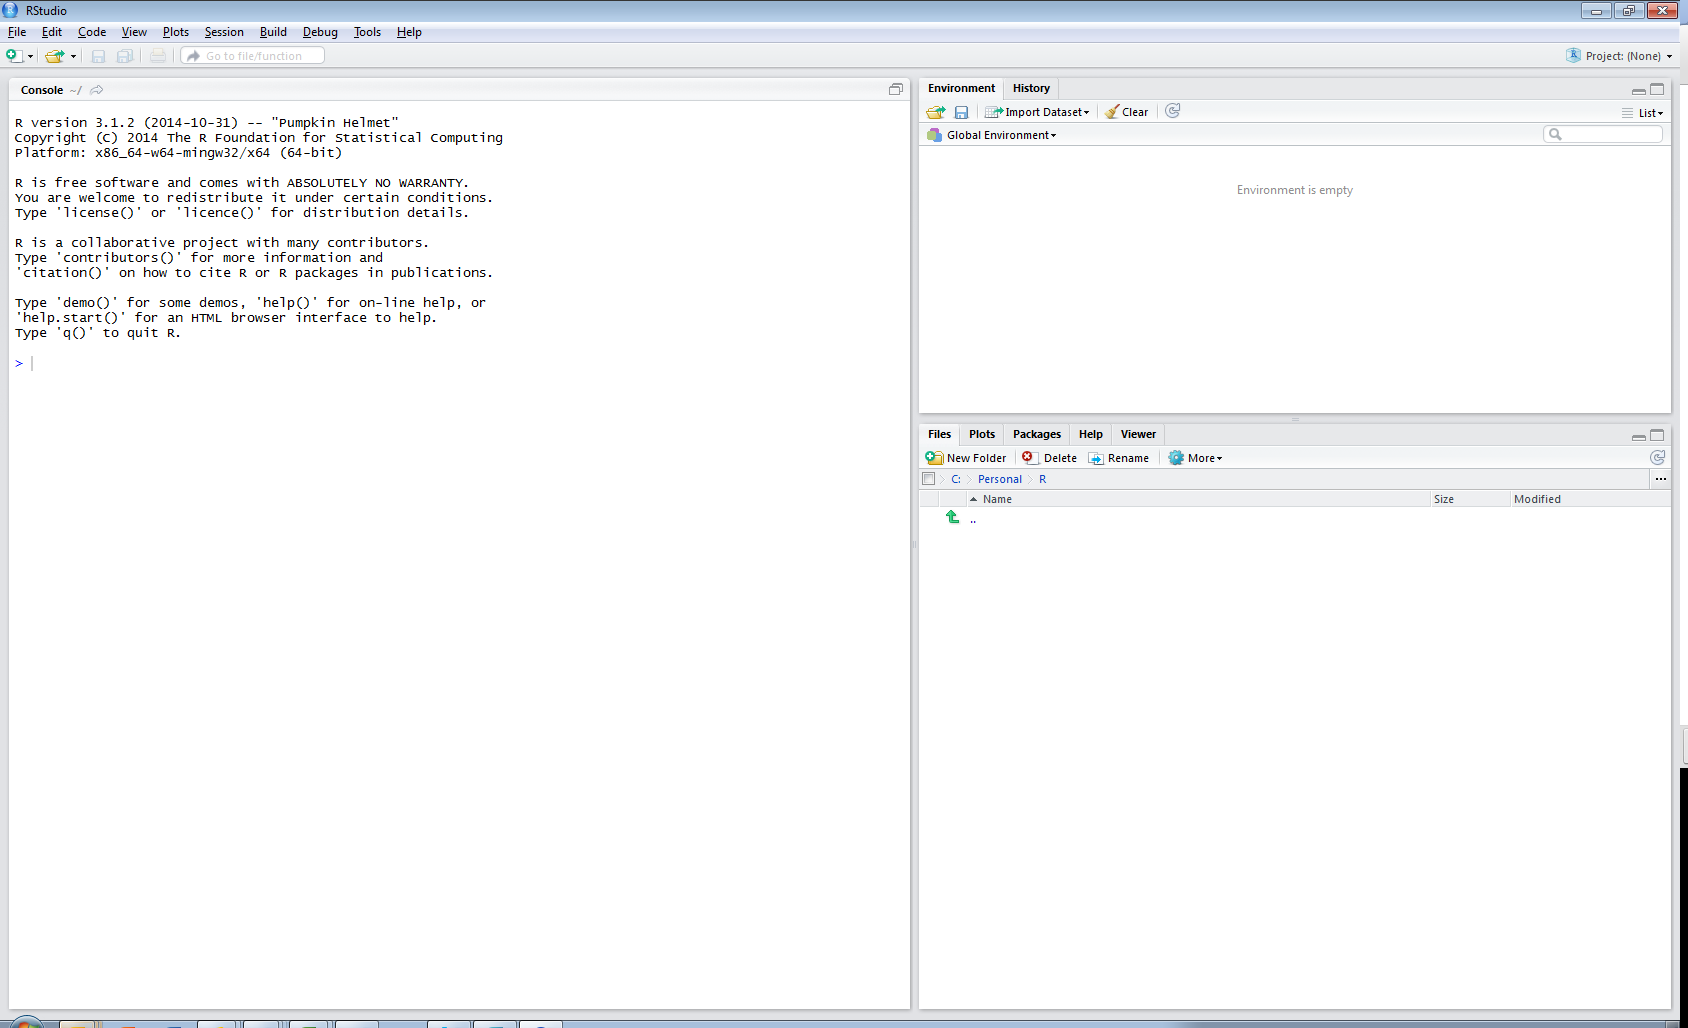 RStudio
File Edit Code View Plots Session Build Debug Tools Help
Go to file/function
Project: (None)
Console ~/
R version 3.1.2 (2014-10-31) -- "Pumpkin Helmet"
Copyright (C) 2014 The R Foundation for Statistical Computing
Platform: x86_64-w64-mingw32/x64 (64-bit)
R is free software and comes with ABSOLUTELY NO WARRANTY.
You are welcome to redistribute it under certain conditions.
Type 'license()' or 'licence()' for distribution details.
R is a collaborative project with many contributors.
Type 'contributors()' for more information and
'citation()' on how to cite R or R packages in publications.
Type 'demo()' for some demos, 'help()' for on-line help, or
'help.start()' for an HTML browser interface to help.
Type 'q()' to quit R.
>
Environment History
Import Dataset Clear List
Global Environment
Environment is empty
Files Plots Packages Help Viewer
New Folder Delete Rename More
C: Personal R ...
Name Size Modified
..